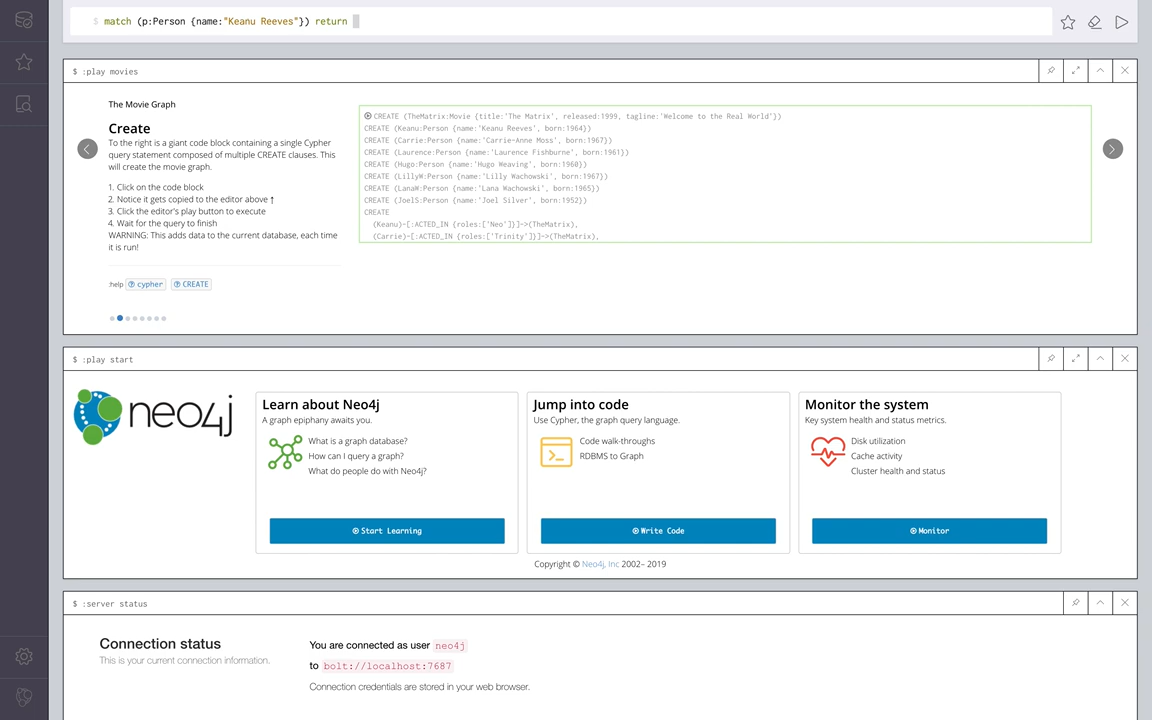 $ match (p:Person {name:"Keanu Reeves"}) return
$ :play movies
The Movie Graph
Create
To the right is a giant code block containing a single Cypher
query statement composed of multiple CREATE clauses. This
will create the movie graph.
1. Click on the code block
2. Notice it gets copied to the editor above ↑
3. Click the editor's play button to execute
4. Wait for the query to finish
WARNING: This adds data to the current database, each time
it is run!
:help cypher CREATE
CREATE (TheMatrix:Movie {title:'The Matrix', released:1999, tagline:'Welcome to the Real World'})
CREATE (Keanu:Person {name:'Keanu Reeves', born:1964})
CREATE (Carrie:Person {name:'Carrie-Anne Moss', born:1967})
CREATE (Laurence:Person {name:'Laurence Fishburne', born:1961})
CREATE (Hugo:Person {name:'Hugo Weaving', born:1960})
CREATE (LillyW:Person {name:'Lilly Wachowski', born:1967})
CREATE (LanaW:Person {name:'Lana Wachowski', born:1965})
CREATE (JoelS:Person {name:'Joel Silver', born:1952})
CREATE
(Keanu)-[:ACTED_IN {roles:['Neo']}]->(TheMatrix),
(Carrie)-[:ACTED_IN {roles:['Trinity']}]->(TheMatrix),
$ :play start
neo4j
Learn about Neo4j
A graph epiphany awaits you.
What is a graph database?
How can I query a graph?
What do people do with Neo4j?
Start Learning
Jump into code
Use Cypher, the graph query language.
Code walk-throughs
RDBMS to Graph
Write Code
Monitor the system
Key system health and status metrics.
Disk utilization
Cache activity
Cluster health and status
Monitor
Copyright © Neo4j, Inc 2002– 2019
$ :server status
Connection status
This is your current connection information.
You are connected as user neo4j
to bolt://localhost:7687
Connection credentials are stored in your web browser.